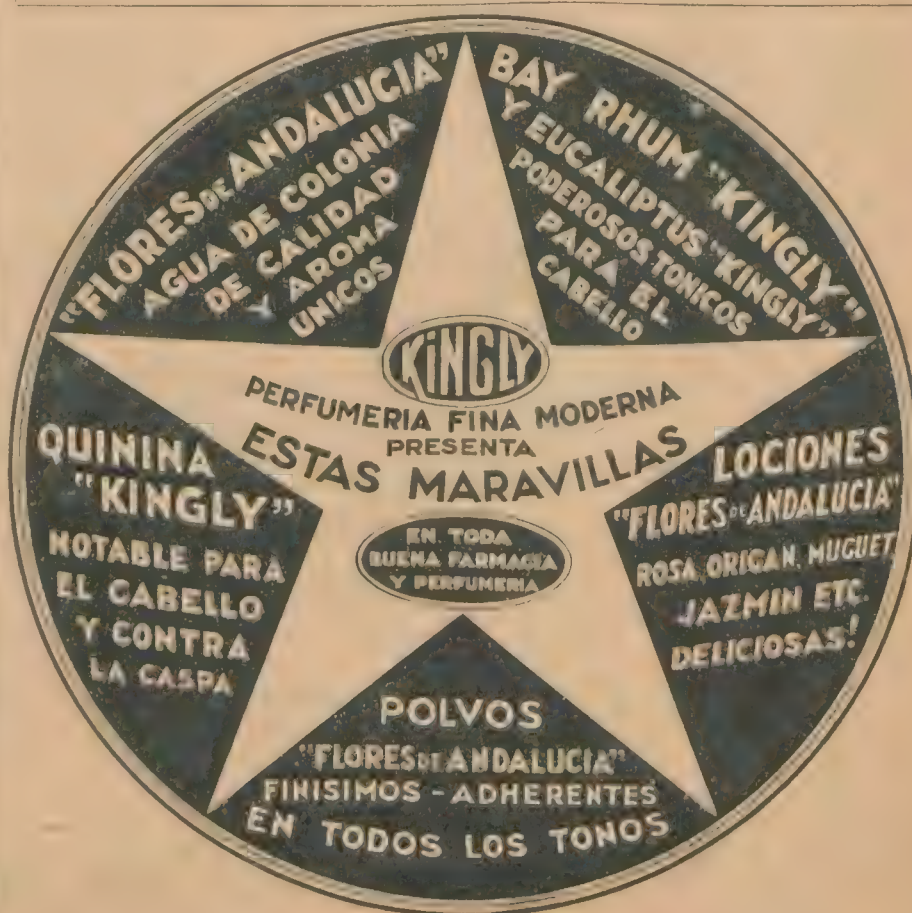 "FLORES DE ANDALUCIA"
AGUA DE COLONIA
DE CALIDAD
Y AROMA
UNICOS
BAY RHUM "KINGLY"
Y EUCALIPTUS "KINGLY"
PODEROSOS TONICOS
PARA EL
CABELLO
KINGLY
PERFUMERIA FINA MODERNA
PRESENTA
ESTAS MARAVILLAS
EN TODA
BUENA FARMACIA
Y PERFUMERIA
QUININA
"KINGLY"
NOTABLE PARA
EL CABELLO
Y CONTRA
LA CASPA
LOCIONES
"FLORES DE ANDALUCIA"
ROSA, ORIGAN, MUGUET,
JAZMIN ETC.
DELICIOSAS!
POLVOS
"FLORES DE ANDALUCIA"
FINISIMOS - ADHERENTES
EN TODOS LOS TONOS